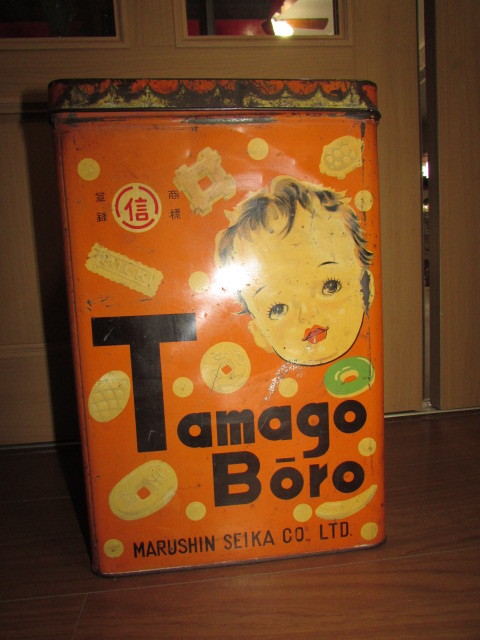 登録 信 商標
Tamago
Bōro
MARUSHIN SEIKA CO., LTD.